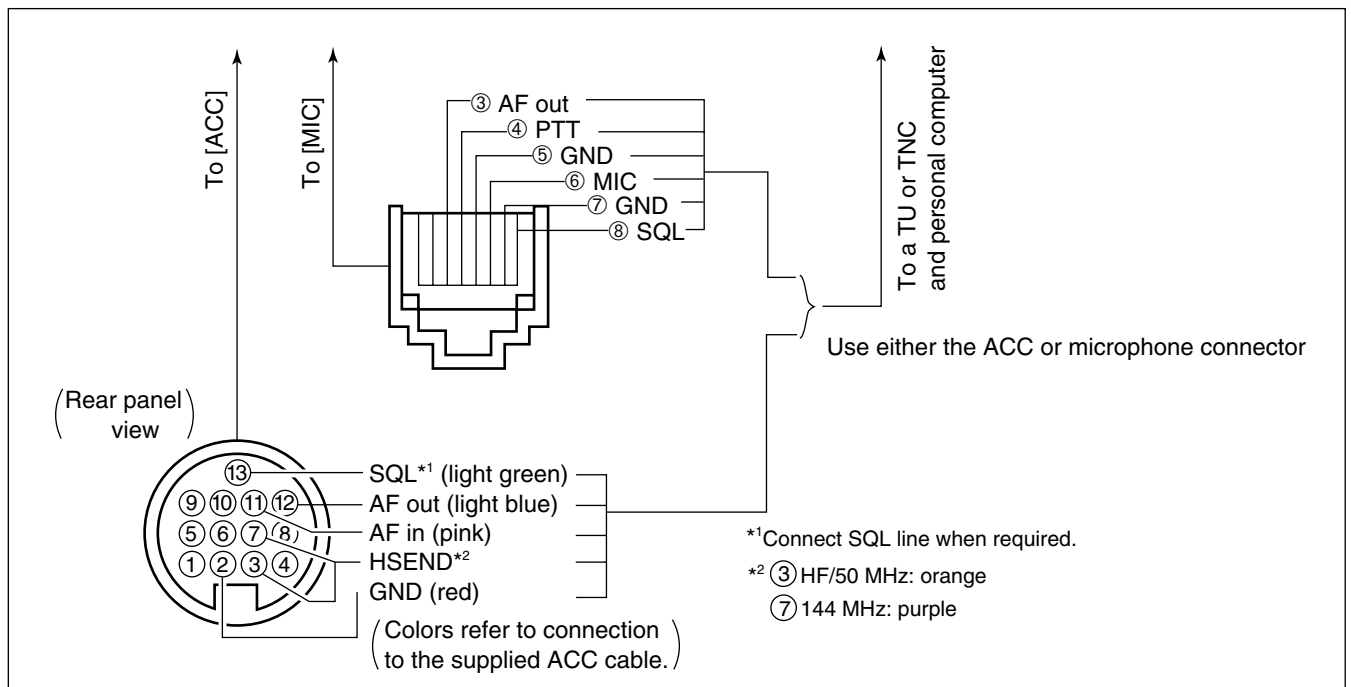 To [ACC]
To [MIC]
③ AF out
④ PTT
⑤ GND
⑥ MIC
⑦ GND
⑧ SQL
To a TU or TNC
and personal computer
Use either the ACC or microphone connector
(Rear panel
view)
⑬
⑨ ⑩ ⑪ ⑫
⑤ ⑥ ⑦ ⑧
① ② ③ ④
SQL*1 (light green)
AF out (light blue)
AF in (pink)
HSEND*2
GND (red)
(Colors refer to connection
to the supplied ACC cable.)
*1Connect SQL line when required.
*2 ③ HF/50 MHz: orange
⑦ 144 MHz: purple